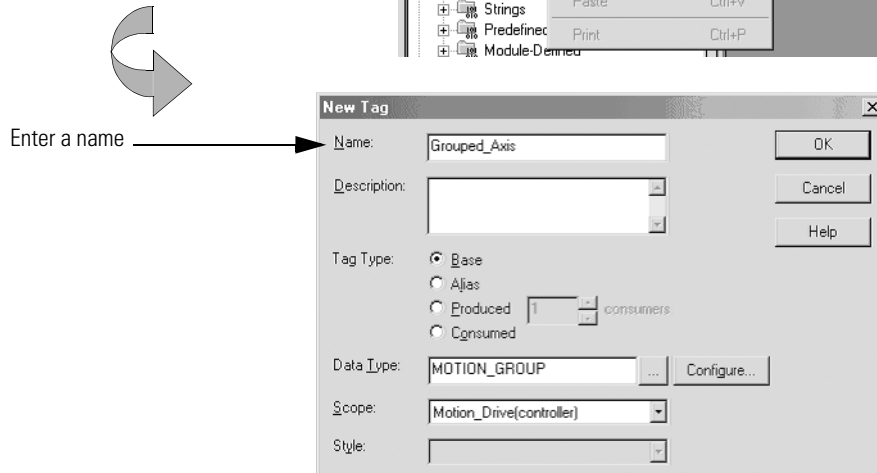 Strings
Paste Ctrl+V
Predefined
Print Ctrl+P
Module-Defined
New Tag
Enter a name
Name: Grouped_Axis OK
Description: Cancel
Help
Tag Type: Base
Alias
Produced 1 consumers
Consumed
Data Type: MOTION_GROUP ... Configure...
Scope: Motion_Drive(controller)
Style: